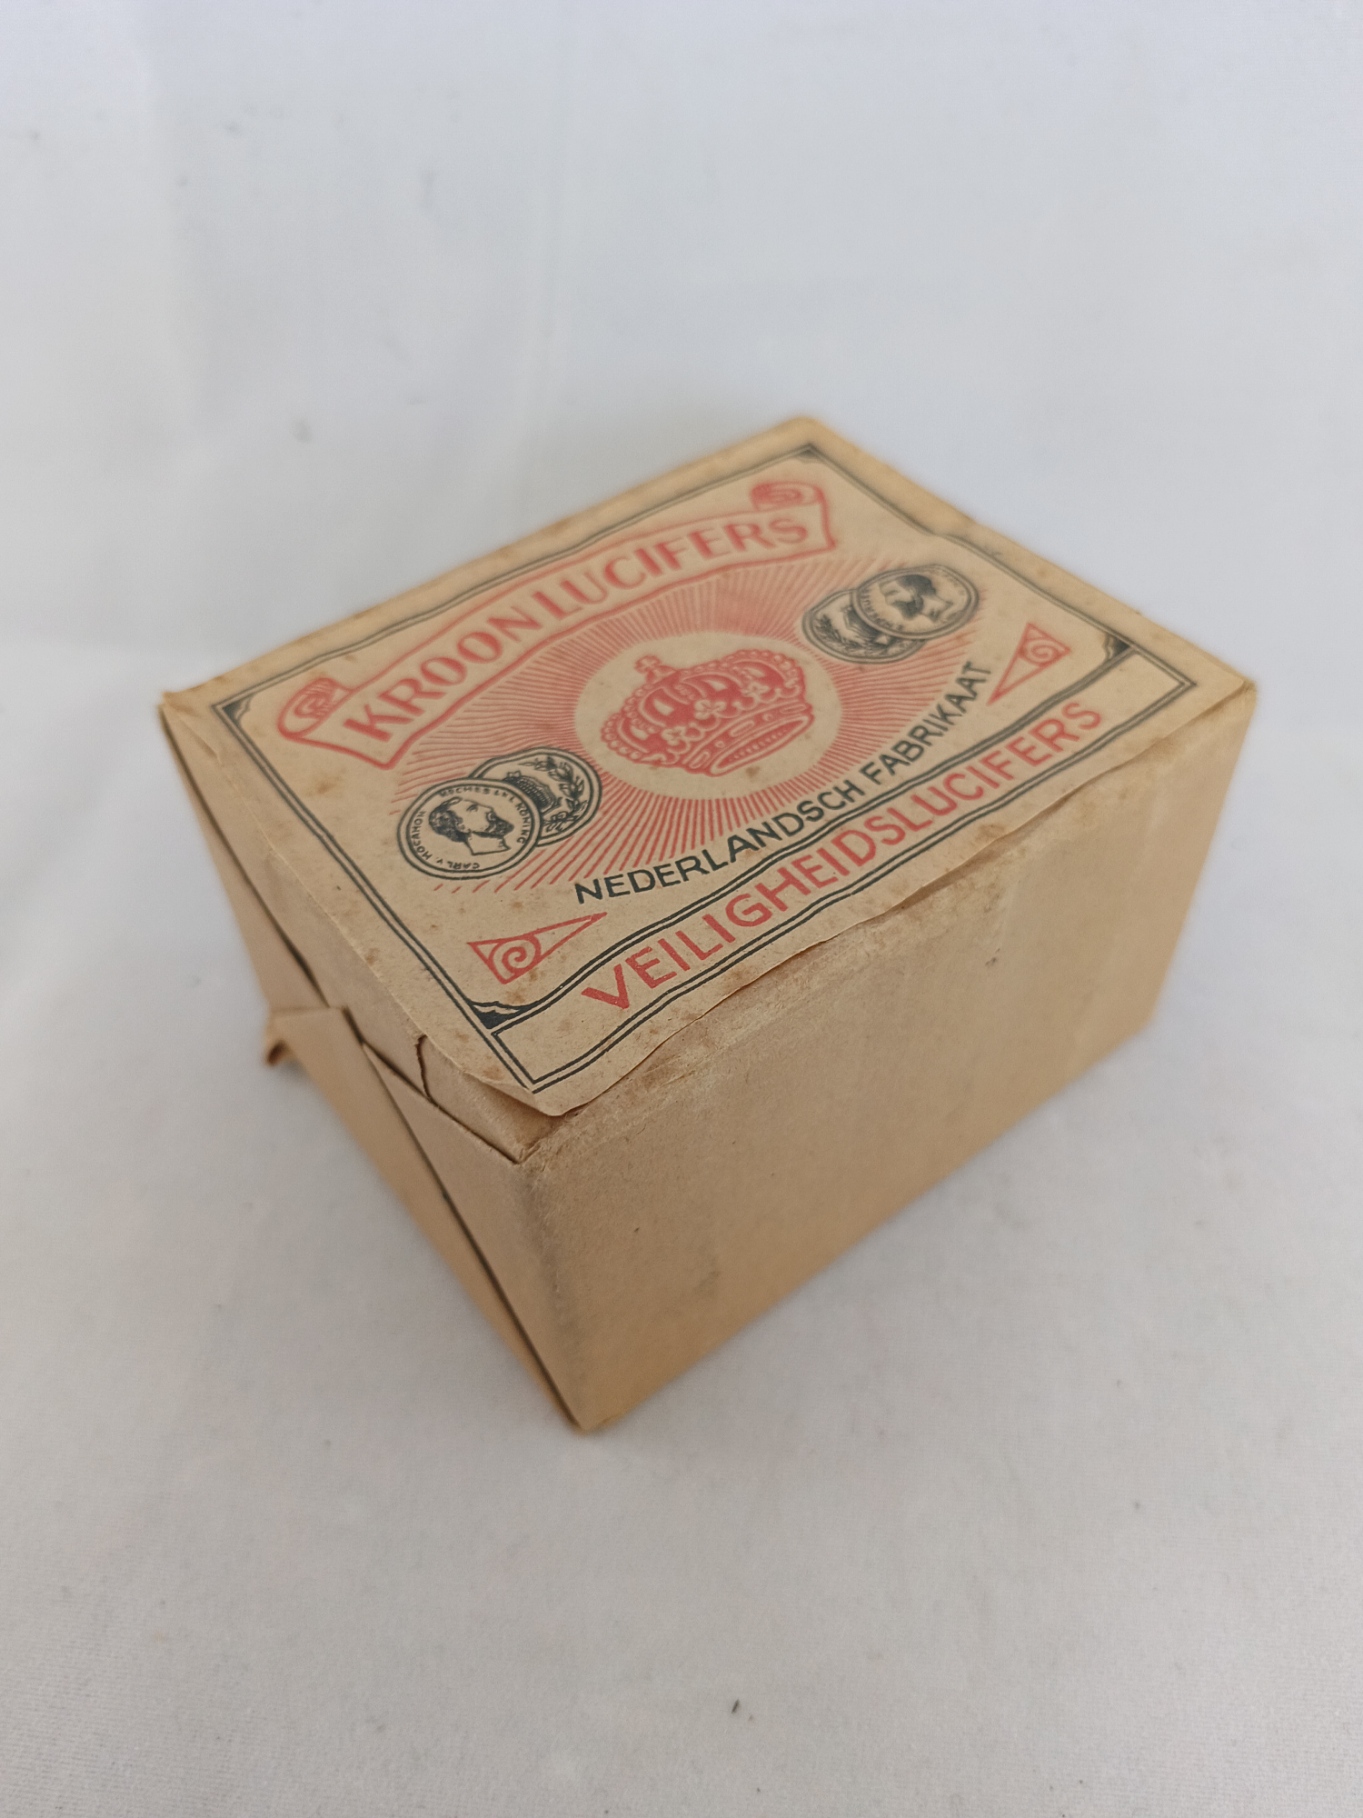 KROON LUCIFERS
NEDERLANDSCH FABRIKAAT
VEILIGHEIDSLUCIFERS